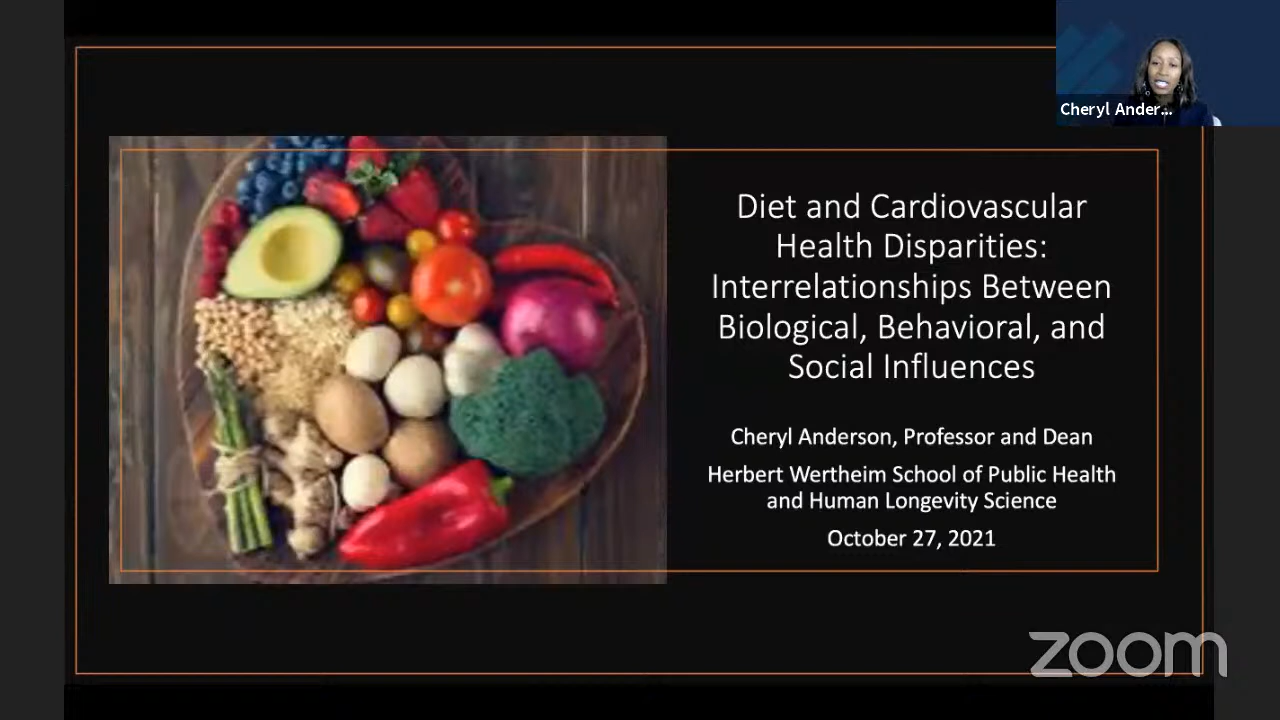 Cheryl Ander...
Diet and Cardiovascular
Health Disparities:
Interrelationships Between
Biological, Behavioral, and
Social Influences
Cheryl Anderson, Professor and Dean
Herbert Wertheim School of Public Health
and Human Longevity Science
October 27, 2021
zoom